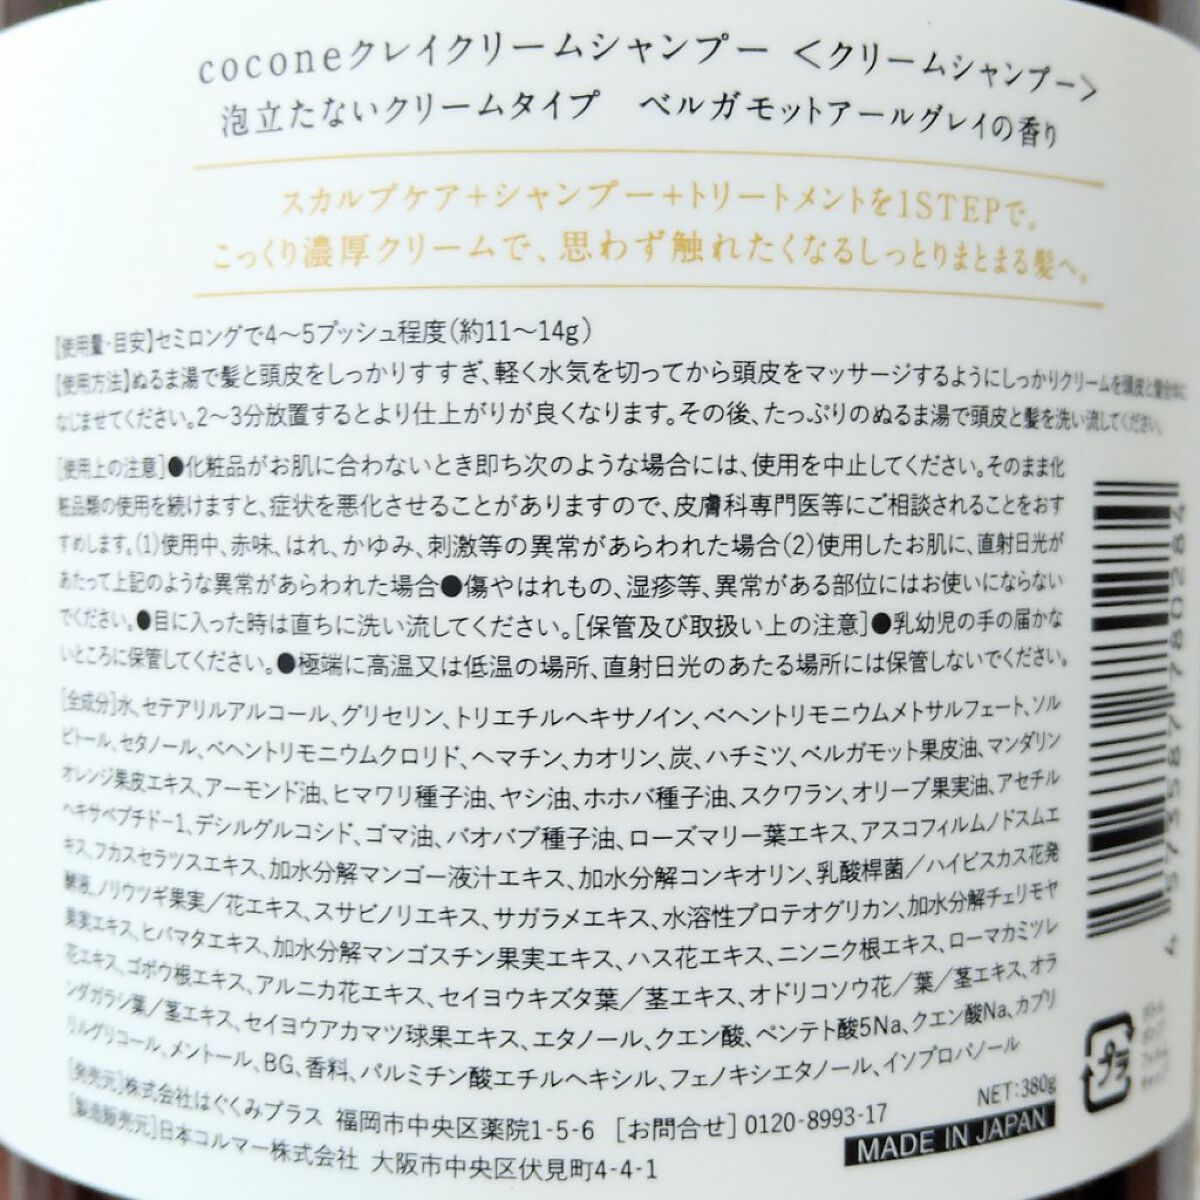 coconeクレイクリームシャンプー ＜クリームシャンプー＞
泡立たないクリームタイプ ベルガモットアールグレイの香り
スカルプケア+シャンプー+トリートメントを1STEPで。
こっくり濃厚クリームで、思わず触れたくなるしっとりまとまる髪へ。
【使用量・目安】セミロングで4～5プッシュ程度(約11～14g)
【使用方法】ぬるま湯で髪と頭皮をしっかりすすぎ、軽く水気を切ってから頭皮をマッサージするようにしっかりクリームを頭皮と髪全体に
なじませてください。2～3分放置するとより仕上がりが良くなります。その後、たっぷりのぬるま湯で頭皮と髪を洗い流してください。
[使用上の注意]●化粧品がお肌に合わないとき即ち次のような場合には、使用を中止してください。そのまま化
粧品類の使用を続けますと、症状を悪化させることがありますので、皮膚科専門医等にご相談されることをおす
すめします。(1)使用中、赤味、はれ、かゆみ、刺激等の異常があらわれた場合(2)使用したお肌に、直射日光が
あたって上記のような異常があらわれた場合●傷やはれもの、湿疹等、異常がある部位にはお使いにならない
でください。●目に入った時は直ちに洗い流してください。[保管及び取扱い上の注意]●乳幼児の手の届かな
いところに保管してください。●極端に高温又は低温の場所、直射日光のあたる場所には保管しないでください。
[全成分]水、セテアリルアルコール、グリセリン、トリエチルヘキサノイン、ベヘントリモニウムメトサルフェート、ソル
ビトール、セタノール、ベヘントリモニウムクロリド、ヘマチン、カオリン、炭、ハチミツ、ベルガモット果皮油、マンダリン
オレンジ果皮エキス、アーモンド油、ヒマワリ種子油、ヤシ油、ホホバ種子油、スクワラン、オリーブ果実油、アセチル
ヘキサペプチド-1、デシルグルコシド、ゴマ油、バオバブ種子油、ローズマリー葉エキス、アスコフィルムノドスムエ
キス、フカスセラツスエキス、加水分解マンゴー液汁エキス、加水分解コンキオリン、乳酸桿菌／ハイビスカス花発
酵液、ノリウツギ果実／花エキス、スサビノリエキス、サガラメエキス、水溶性プロテオグリカン、加水分解チェリモヤ
果実エキス、ヒバマタエキス、加水分解マンゴスチン果実エキス、ハス花エキス、ニンニク根エキス、ローマカミツレ
花エキス、ゴボウ根エキス、アルニカ花エキス、セイヨウキズタ葉／茎エキス、オドリコソウ花／葉／茎エキス、オラ
ンダガラシ葉／茎エキス、セイヨウアカマツ球果エキス、エタノール、クエン酸、ペンテト酸5Na、クエン酸Na、カプリ
リルグリコール、メントール、BG、香料、パルミチン酸エチルヘキシル、フェノキシエタノール、イソプロパノール
[発売元]株式会社はぐくみプラス 福岡市中央区薬院1-5-6 [お問合せ]0120-8993-17
[製造販売元]日本コルマー株式会社 大阪市中央区伏見町4-4-1
NET:380g
MADE IN JAPAN
プラ